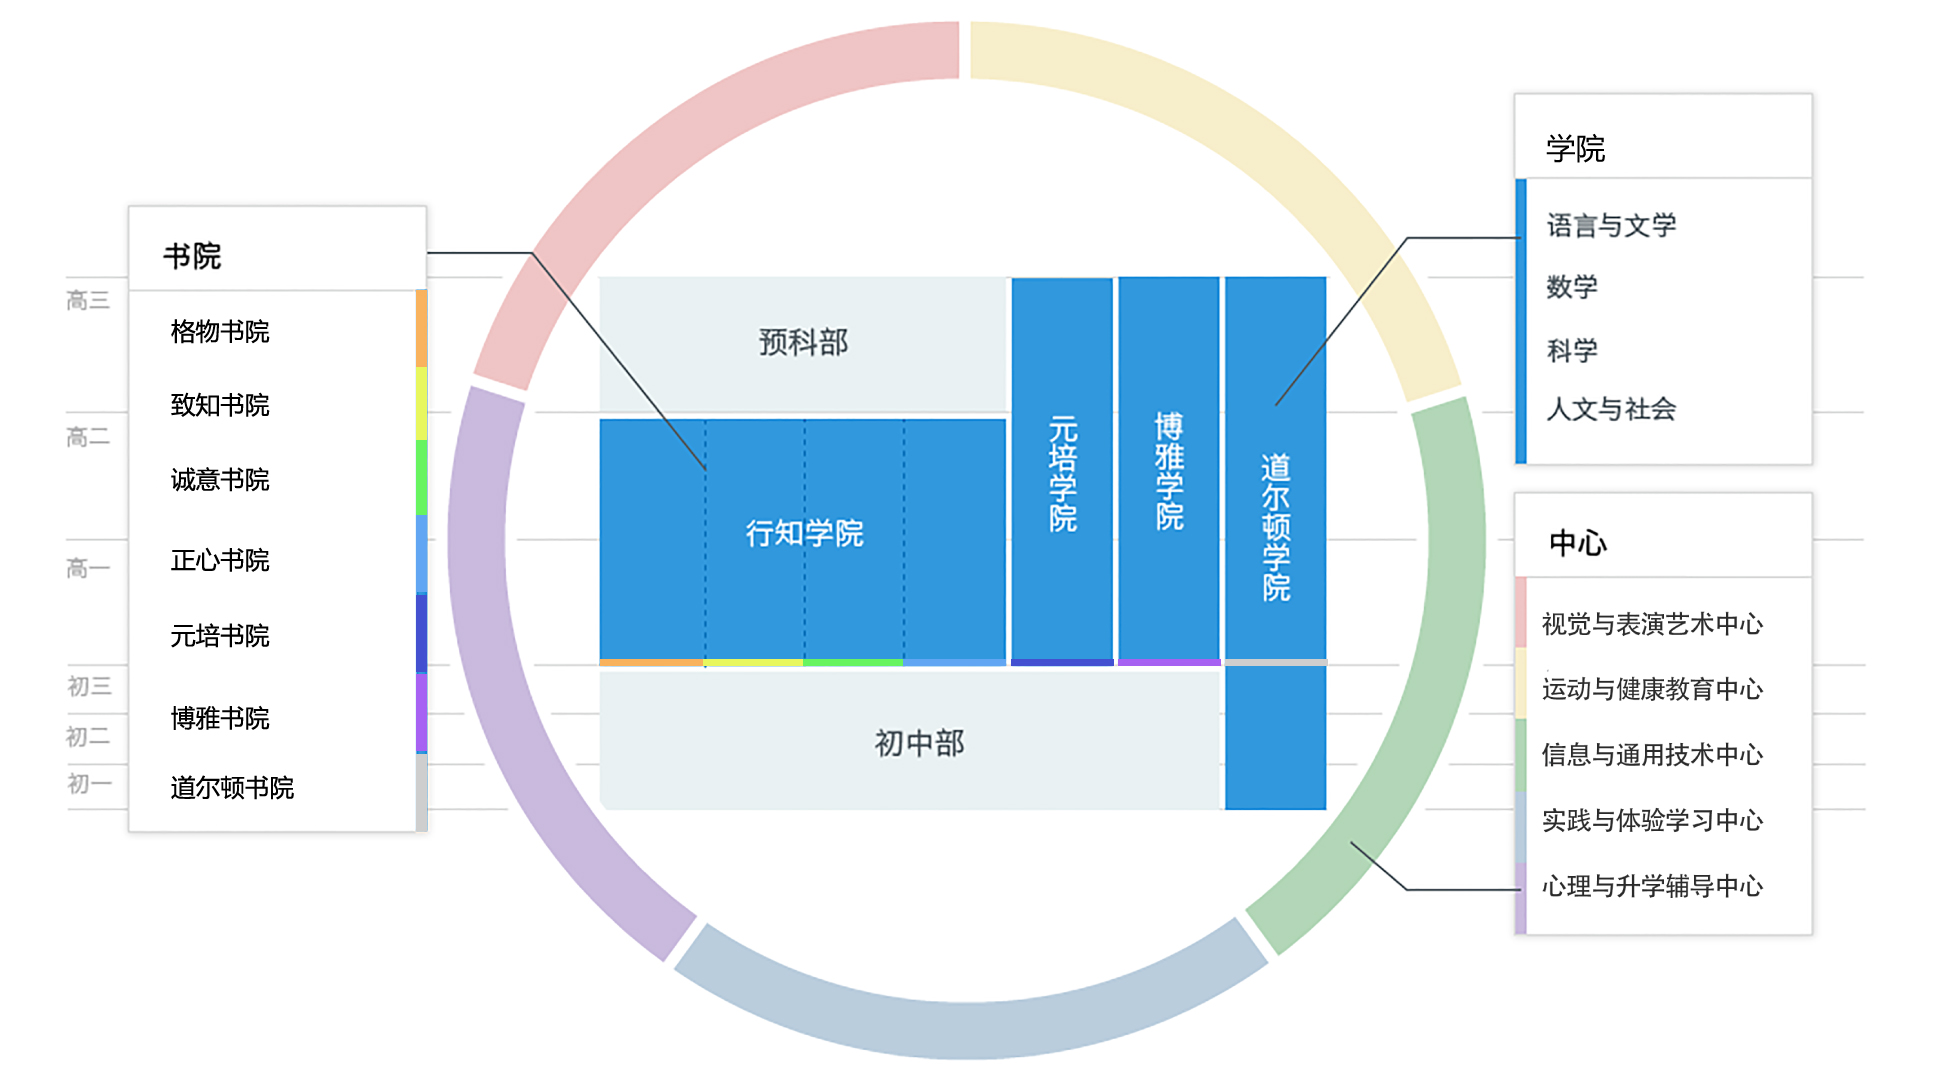 高三
高二
高一
初三
初二
初一
书院
格物书院
致知书院
诚意书院
正心书院
元培书院
博雅书院
道尔顿书院
预科部
行知学院
元培学院
博雅学院
道尔顿学院
初中部
学院
语言与文学
数学
科学
人文与社会
中心
视觉与表演艺术中心
运动与健康教育中心
信息与通用技术中心
实践与体验学习中心
心理与升学辅导中心